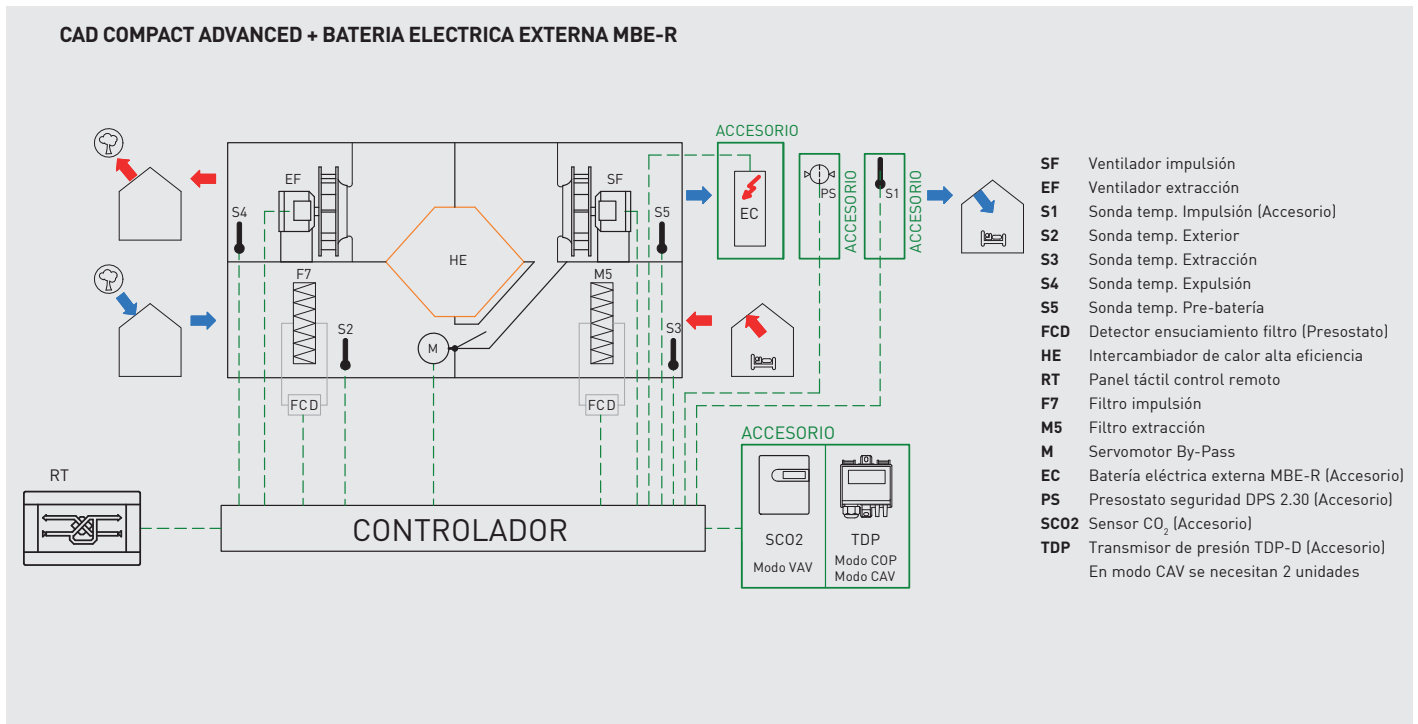 CAD COMPACT ADVANCED + BATERIA ELECTRICA EXTERNA MBE-R
ACCESORIO
EF
SF
S4
S5
EC
PS
ACCESORIO
S1
ACCESORIO
HE
F7
M5
S2
S3
M
FCD
FCD
RT
CONTROLADOR
ACCESORIO
SCO2
Modo VAV
TDP
Modo COP
Modo CAV
SF Ventilador impulsión
EF Ventilador extracción
S1 Sonda temp. Impulsión (Accesorio)
S2 Sonda temp. Exterior
S3 Sonda temp. Extracción
S4 Sonda temp. Expulsión
S5 Sonda temp. Pre-batería
FCD Detector ensuciamiento filtro (Presostato)
HE Intercambiador de calor alta eficiencia
RT Panel táctil control remoto
F7 Filtro impulsión
M5 Filtro extracción
M Servomotor By-Pass
EC Batería eléctrica externa MBE-R (Accesorio)
PS Presostato seguridad DPS 2.30 (Accesorio)
SCO2 Sensor CO₂ (Accesorio)
TDP Transmisor de presión TDP-D (Accesorio)
En modo CAV se necesitan 2 unidades